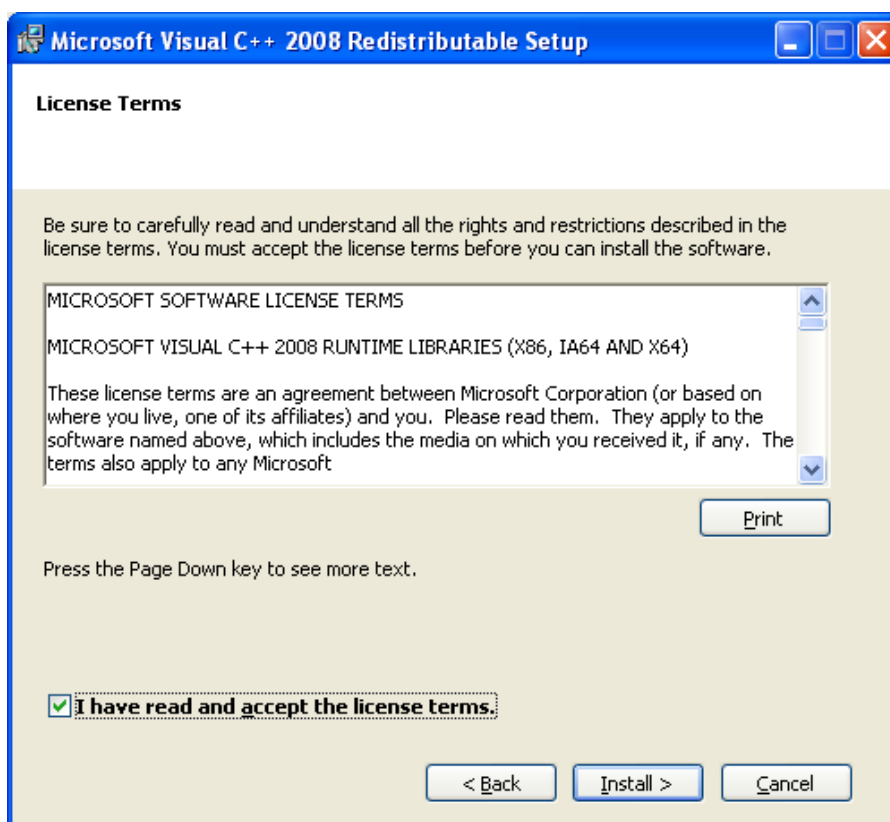 Microsoft Visual C++ 2008 Redistributable Setup
License Terms
Be sure to carefully read and understand all the rights and restrictions described in the
license terms. You must accept the license terms before you can install the software.
MICROSOFT SOFTWARE LICENSE TERMS
MICROSOFT VISUAL C++ 2008 RUNTIME LIBRARIES (X86, IA64 AND X64)
These license terms are an agreement between Microsoft Corporation (or based on
where you live, one of its affiliates) and you.  Please read them.  They apply to the
software named above, which includes the media on which you received it, if any.  The
terms also apply to any Microsoft
Print
Press the Page Down key to see more text.
I have read and accept the license terms.
< Back
Install >
Cancel